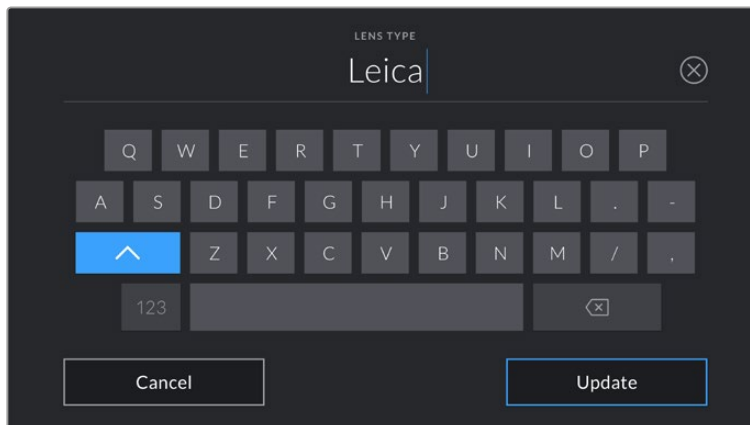 LENS TYPE
Leica
Q W E R T Y U I O P
A S D F G H J K L . -
Z X C V B N M / ,
123
Cancel Update